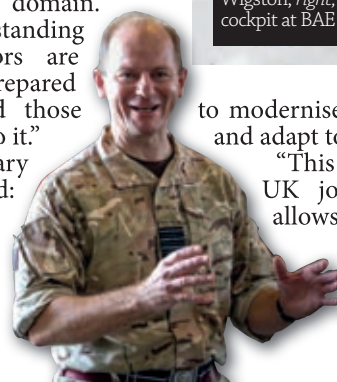 domain.
standing
ors are
repared
d those
o it."
ary
d:
Wigston, right,
cockpit at BAE
to modernise
and adapt to
"This
UK jo
allows